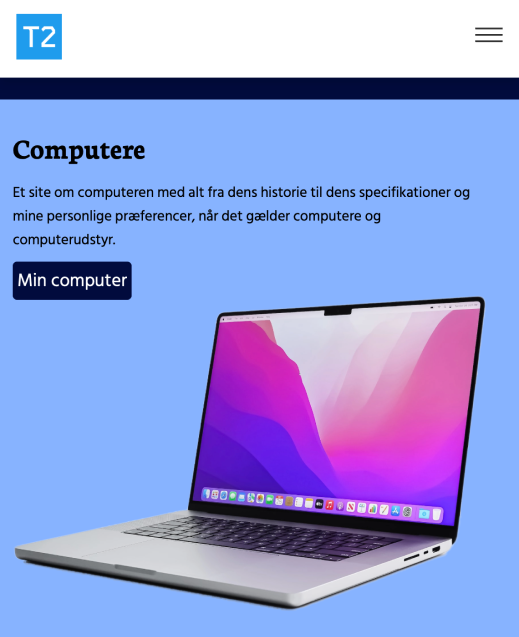 T2
Computere
Et site om computeren med alt fra dens historie til dens specifikationer og
mine personlige præferencer, når det gælder computere og
computerudstyr.
Min computer